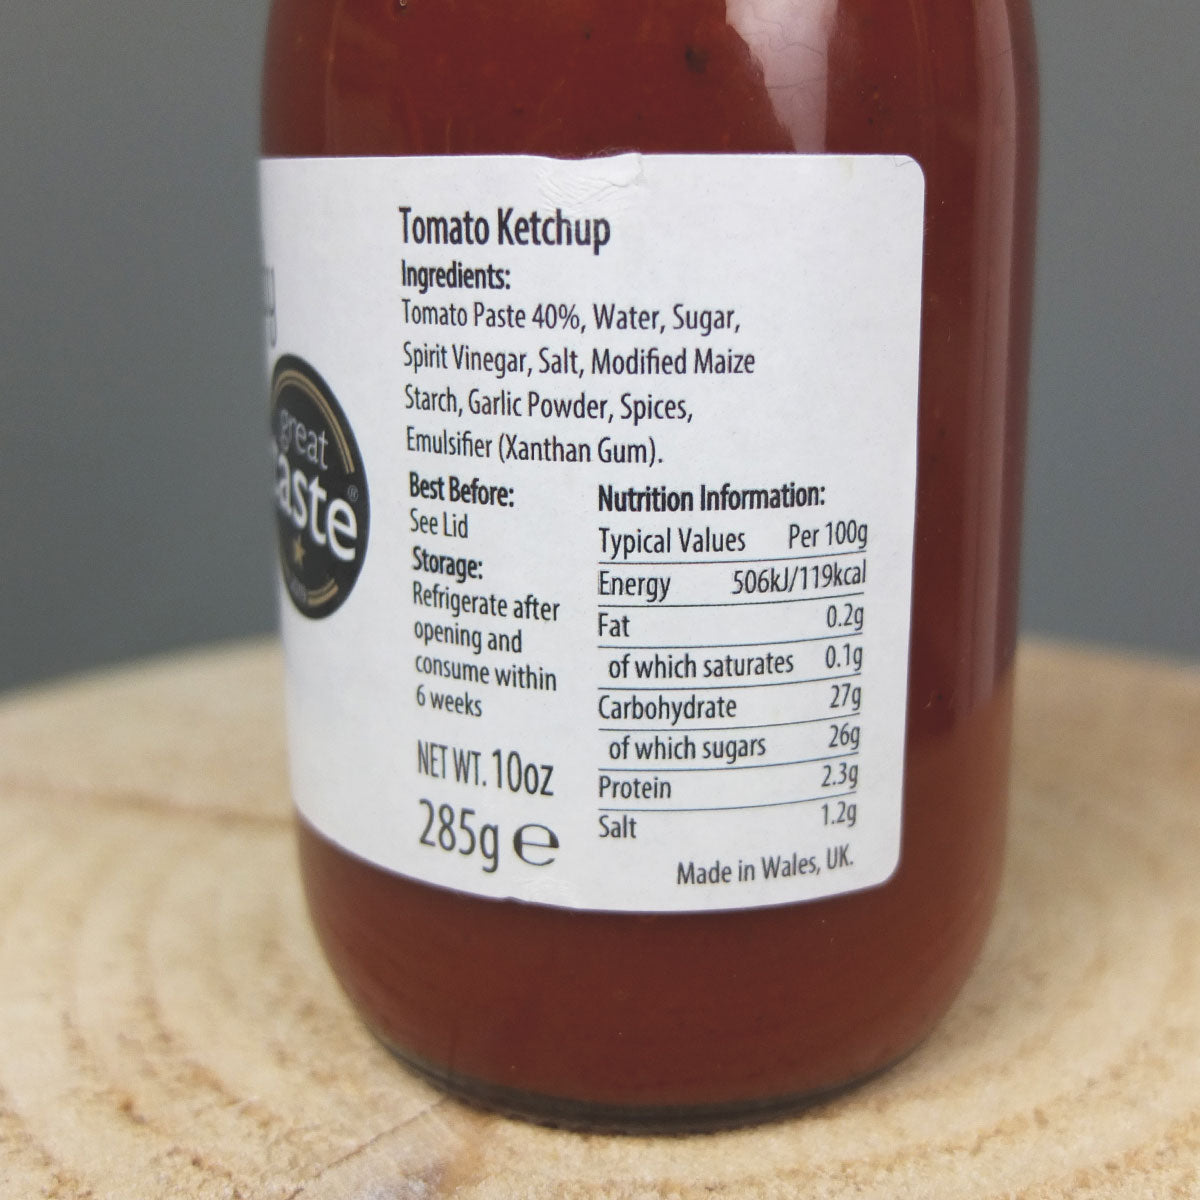 Tomato Ketchup
Ingredients:
Tomato Paste 40%, Water, Sugar,
Spirit Vinegar, Salt, Modified Maize
Starch, Garlic Powder, Spices,
Emulsifier (Xanthan Gum).
Best Before:
See Lid
Storage:
Refrigerate after
opening and
consume within
6 weeks
NET WT. 10oz
285g ℮
Nutrition Information:
Typical Values Per 100g
Energy 506kJ/119kcal
Fat 0.2g
of which saturates 0.1g
Carbohydrate 27g
of which sugars 26g
Protein 2.3g
Salt 1.2g
Made in Wales, UK.
great
taste®